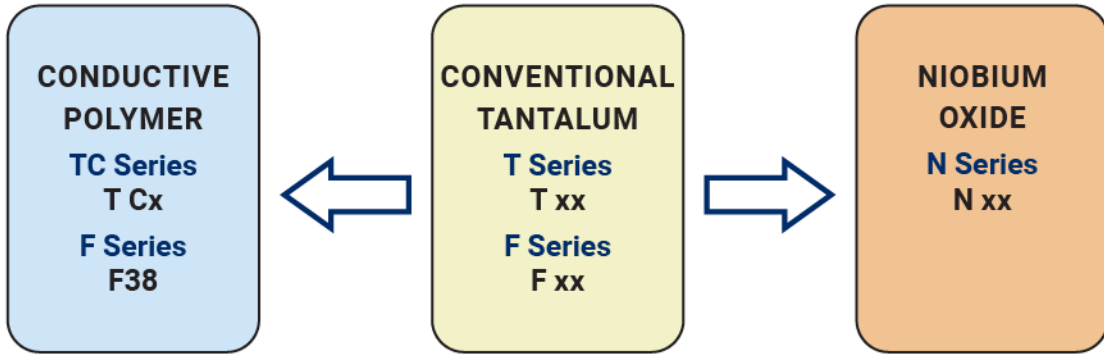 CONDUCTIVE
POLYMER
TC Series
T Cx
F Series
F38
CONVENTIONAL
TANTALUM
T Series
T xx
F Series
F xx
NIOBIUM
OXIDE
N Series
N xx